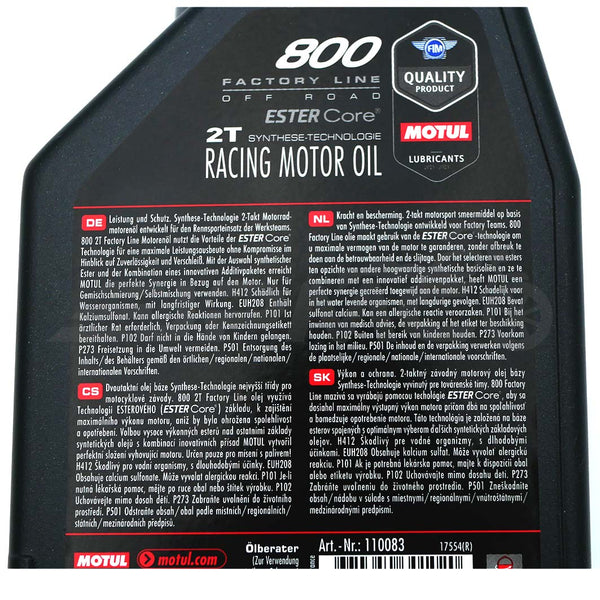 800
FACTORY LINE
OFF ROAD
ESTER Core®
2T SYNTHESE-TECHNOLOGIE
RACING MOTOR OIL
FIM
QUALITY
PRODUCT
MOTUL
LUBRICANTS
DE Leistung und Schutz. Synthese-Technologie 2-Takt Motorrad-
motorenöl entwickelt für den Rennsporteinsatz der Werksteams.
800 2T Factory Line Motorenöl nutzt die Vorteile der ESTER Core®
Technologie für eine maximale Leistungsausbeute ohne Kompromisse im
Hinblick auf Zuverlässigkeit und Verschleiß. Mit der Auswahl synthetischer
Ester und der Kombination eines innovativen Additivpaketes erreicht
MOTUL die perfekte Synergie in Bezug auf den Motor. Nur für
Gemischschmierung/Selbstmischung verwenden. H412 Schädlich für
Wasserorganismen, mit langfristiger Wirkung. EUH208 Enthält
Kalziumsulfonat. Kann allergische Reaktionen hervorrufen. P101 Ist
ärztlicher Rat erforderlich, Verpackung oder Kennzeichnungsetikett
bereithalten. P102 Darf nicht in die Hände von Kindern gelangen.
P273 Freisetzung in die Umwelt vermeiden. P501 Entsorgung des
Inhalts/des Behälters gemäß den örtlichen/regionalen/nationalen/
internationalen Vorschriften.
NL Kracht en bescherming. 2-takt motorsport smeermiddel op basis
van Synthese-Technologie ontwikkeld voor Factory Teams. 800 2T
Factory Line olie maakt gebruik van de ESTER Core®-technologie om
u maximale vermogen van de motor te garanderen, zonder afbreuk te
doen aan de betrouwbaarheid en de slijtage. Door het selecteren van esters
ten opzichte van andere hoogwaardige synthetische basisoliën en ze te
combineren met een innovatief additievenpakket, heeft MOTUL een
perfecte synergie gecreëerd toegewijd aan de motor. H412 Schadelijk voor
in het water levende organismen, met langdurige gevolgen. EUH208 Bevat
sulfonat calcium. Kan een allergische reactie veroorzaken. P101 Bij het
inwinnen van medisch advies, de verpakking of het etiket ter beschikking
houden. P102 Buiten het bereik van kinderen houden. P273 Voorkom
lozing in het milieu. P501 De inhoud en de verpakking verwerken volgens
de plaatselijke/regionale/nationale/internationale voorschriften.
CS Dvoutaktní olej báze Synthese-Technologie nejvyšší třídy pro
motocyklové závody. 800 2T Factory Line olej využívá
Technologii ESTEROVÉHO (ESTER Core®) základu, k zajištění
maximálního výkonu motoru, aniž by byla ohrožena spolehlivost
a opotřebování. Volbou vysoce výkonných esterů nad ostatními základy
syntetických olejů s kombinací inovativních přísad MOTUL vytvořil
perfektní složení vyhovující motoru. Určen pouze pro mísení s palivem!
H412 Škodlivý pro vodní organismy, s dlouhodobými účinky. EUH208
Obsahuje Calcium sulfonat. Může vyvolat alergickou reakci. P101 Je-li
nutná lékařská pomoc, mějte po ruce obal nebo štítek výrobku. P102
Uchovávejte mimo dosah dětí. P273 Zabraňte uvolnění do životního
prostředí. P501 Odstraňte obsah/obal podle místních/regionálních/
státních/mezinárodních předpisů.
SK Výkon a ochrana. 2-taktný závodný motorový olej bázy
Synthese-Technologie vyvinutý pre továrenské tímy. 800 Factory
Line mazivá sa vyrábajú pomocou technológie ESTER Core®, aby sa
dosiahol maximálny výstupný výkon motora pričom dbá na spoľahlivosť
a minimálne opotrebenie motora. Táto technológia je založená na báze
esterov spojených s optimálnym výberom ďalších syntetických základových
olejov. H412 Škodlivý pre vodné organizmy, s dlhodobými
účinkami. EUH208 Obsahuje kalcium sulfat. Môže vyvolať alergickú
reakciu. P101 Ak je potrebná lekárska pomoc, majte k dispozícii obal
alebo etiketu výrobku. P102 Uchovávajte mimo dosahu detí. P273
Zabráňte uvoľneniu do životného prostredia. P501 Zneškodnite
obsah/nádobu v súlade s miestnymi/regionálnymi/vnútroštátnymi/
medzinárodnými predpismi.
MOTUL motul.com
Ölberater
(Zur Verwendung
Art.-Nr.: 110083
17554(R)